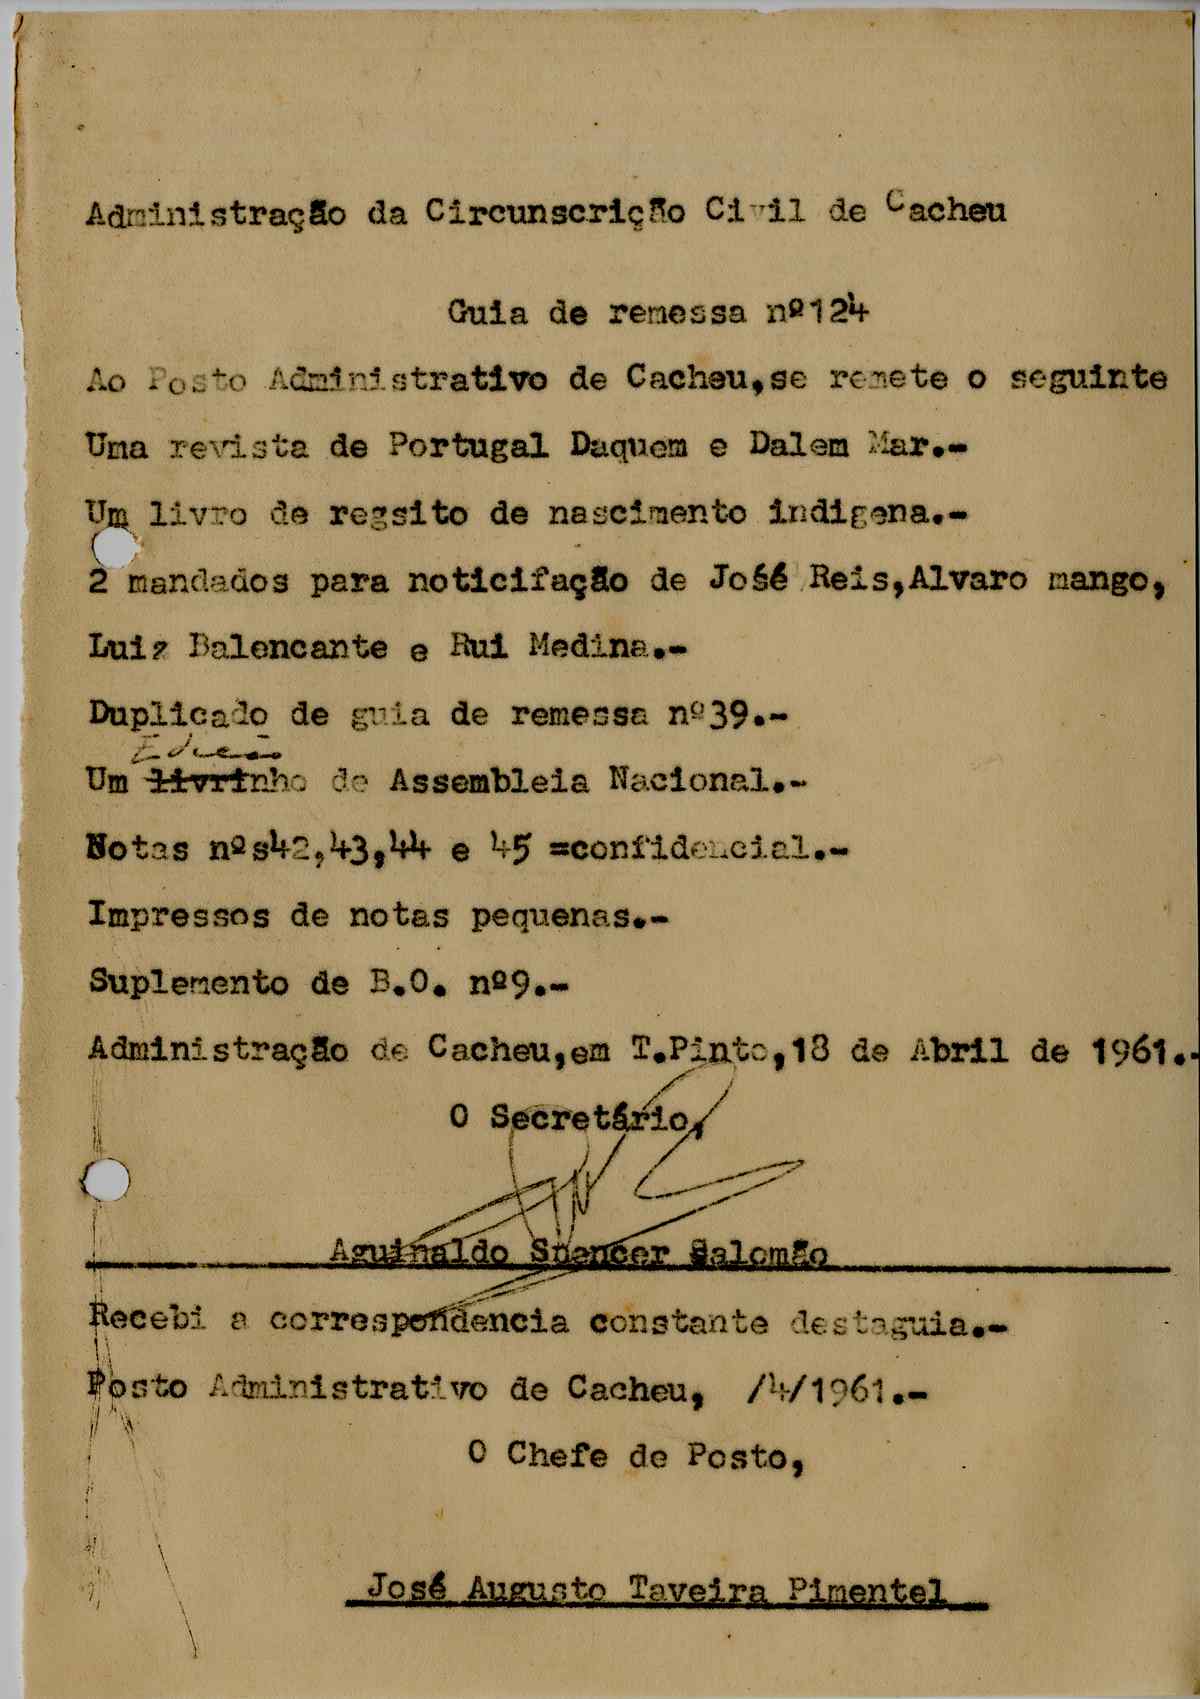 Administração da Circunscrição Civil de Cacheu
Guia de remessa nº124
Ao Posto Administrativo de Cacheu,se remete o seguinte
Uma revista de Portugal Daquem e Dalem Mar.-
Um livro de regsito de nascimento indigena.-
2 mandados para noticifação de José Reis,Alvaro mango,
Luiz Balencante e Rui Medina.-
Duplicado de guia de remessa nº39.-
Um livrinho de Assembleia Nacional.-
Notas nºs42,43,44 e 45 =confidencial.-
Impressos de notas pequenas.-
Suplemento de B.O. nº9.-
Administração de Cacheu,em T.Pinto,18 de Abril de 1961.-
O Secretário,
Aguinaldo Spencer Salomão
Recebi a correspondencia constante destaguia.-
Posto Administrativo de Cacheu, /4/1961.-
O Chefe de Posto,
José Augusto Taveira Pimentel